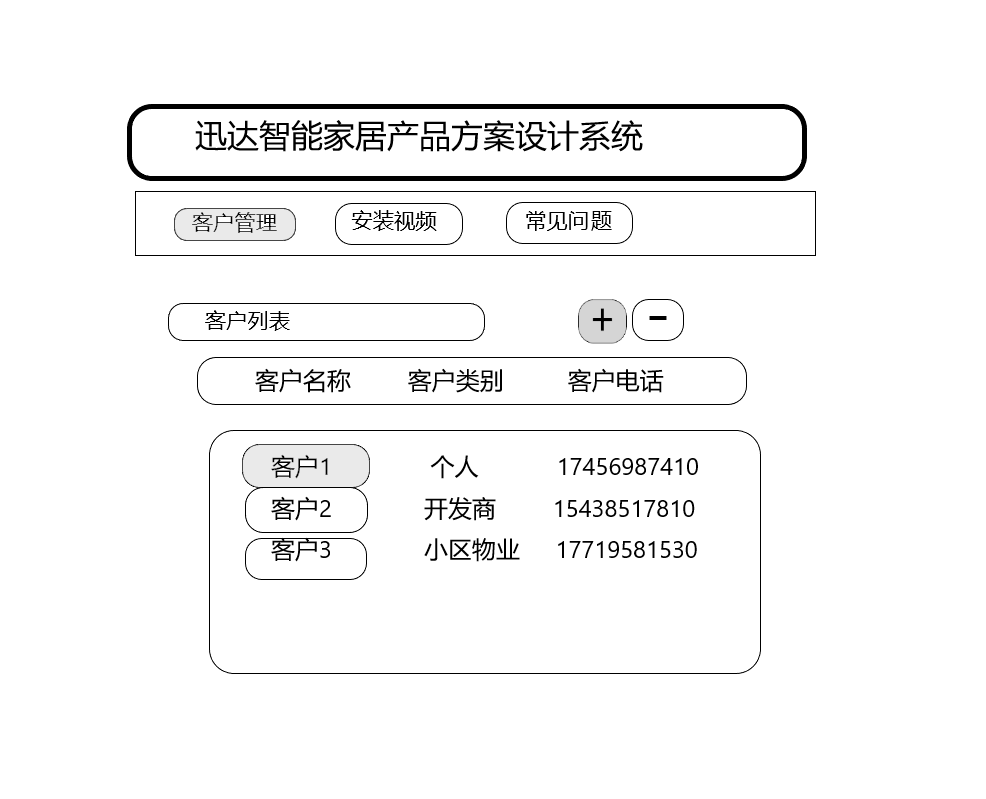 迅达智能家居产品方案设计系统
客户管理 安装视频 常见问题
客户列表 + -
客户名称 客户类别 客户电话
客户1 个人 17456987410
客户2 开发商 15438517810
客户3 小区物业 17719581530